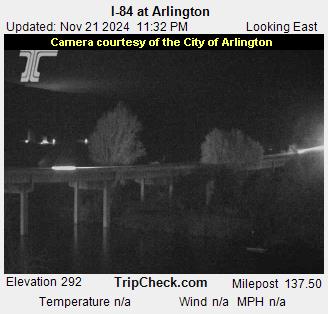 I-84 at Arlington
Updated: Nov 21 2024 11:32 PM Looking East
Camera courtesy of the City of Arlington
Elevation 292 TripCheck.com Milepost 137.50
Temperature n/a Wind n/a MPH n/a